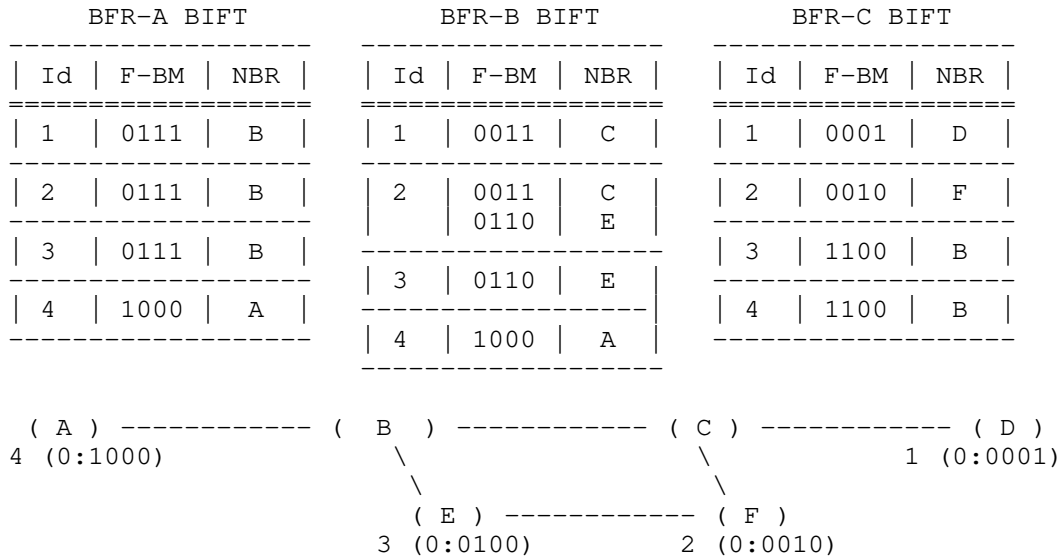 BFR-A BIFT            BFR-B BIFT            BFR-C BIFT
-------------------   -------------------   -------------------
| Id | F-BM | NBR |   | Id | F-BM | NBR |   | Id | F-BM | NBR |
===================   ===================   ===================
| 1  | 0111 |  B  |   | 1  | 0011 |  C  |   | 1  | 0001 |  D  |
-------------------   -------------------   -------------------
| 2  | 0111 |  B  |   | 2  | 0011 |  C  |   | 2  | 0010 |  F  |
-------------------   |    | 0110 |  E  |   -------------------
| 3  | 0111 |  B  |   -------------------   | 3  | 1100 |  B  |
-------------------   | 3  | 0110 |  E  |   -------------------
| 4  | 1000 |  A  |   ------------------|   | 4  | 1100 |  B  |
-------------------   | 4  | 1000 |  A  |   -------------------
                      -------------------
 ( A ) ------------ (  B  ) ------------ ( C ) ------------ ( D )
4 (0:1000)              \                  \            1 (0:0001)
                         \                  \
                         ( E ) ------------ ( F )
                       3 (0:0100)         2 (0:0010)